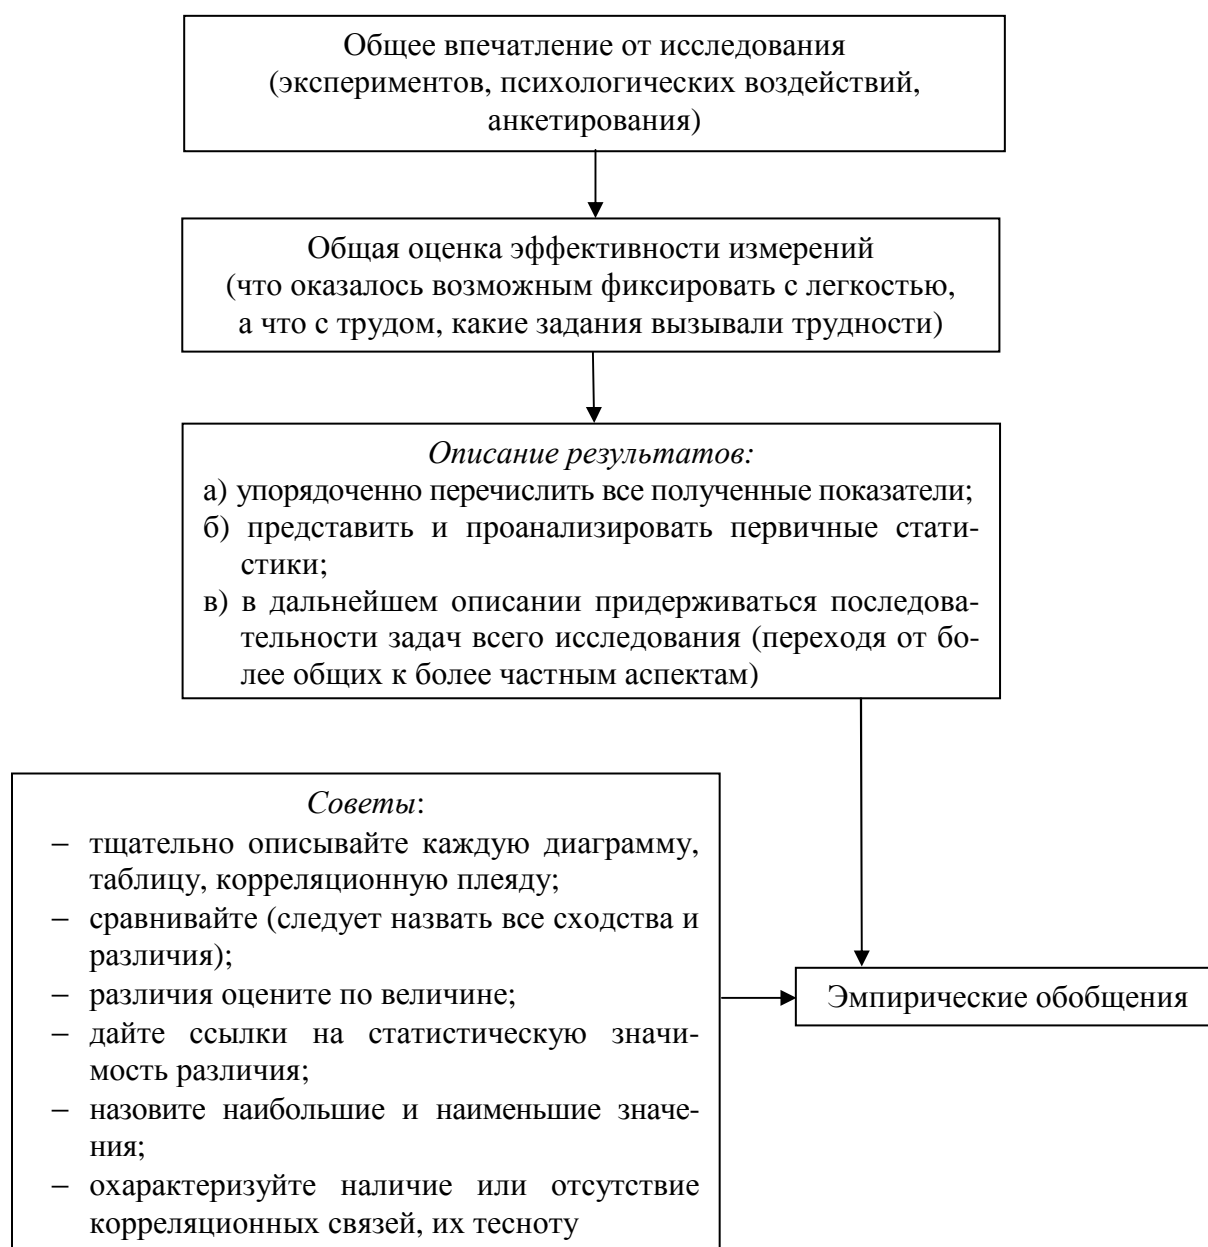 Общее впечатление от исследования
(экспериментов, психологических воздействий,
анкетирования)
Общая оценка эффективности измерений
(что оказалось возможным фиксировать с легкостью,
а что с трудом, какие задания вызывали трудности)
Описание результатов:
а) упорядоченно перечислить все полученные показатели;
б) представить и проанализировать первичные стати-
стики;
в) в дальнейшем описании придерживаться последова-
тельности задач всего исследования (переходя от бо-
лее общих к более частным аспектам)
Советы:
– тщательно описывайте каждую диаграмму,
таблицу, корреляционную плеяду;
– сравнивайте (следует назвать все сходства и
различия);
– различия оцените по величине;
– дайте ссылки на статистическую значи-
мость различия;
– назовите наибольшие и наименьшие значе-
ния;
– охарактеризуйте наличие или отсутствие
корреляционных связей, их тесноту
Эмпирические обобщения